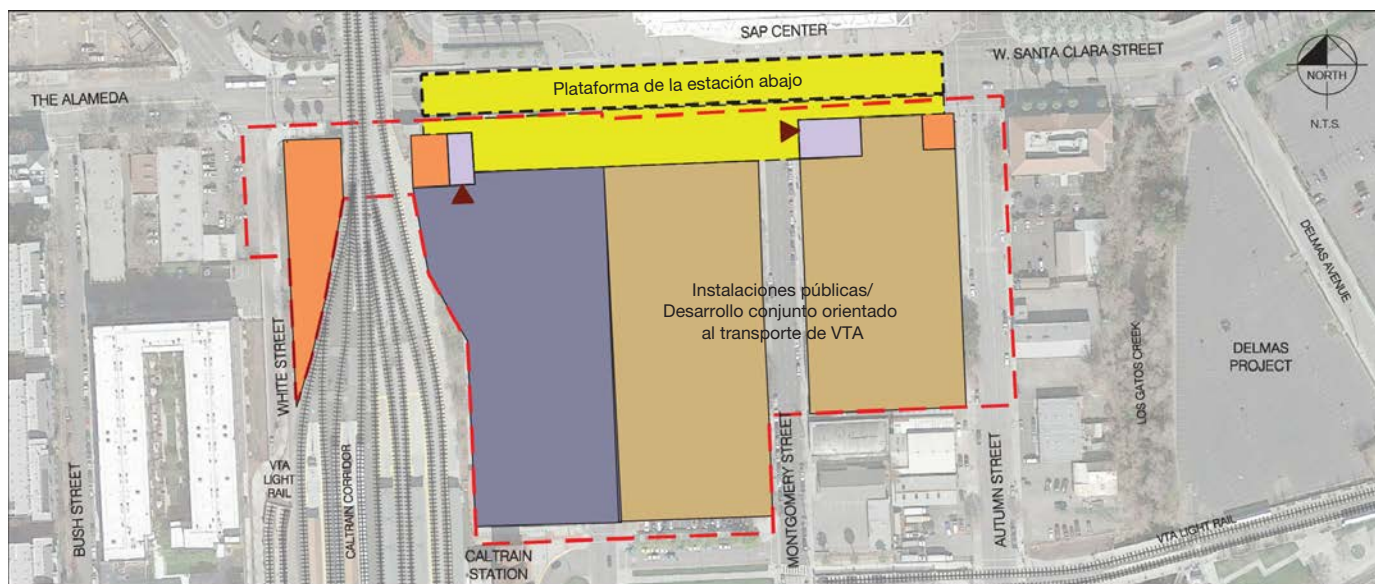 SAP CENTER
W. SANTA CLARA STREET
NORTH
N.T.S.
THE ALAMEDA
Plataforma de la estación abajo
Instalaciones públicas/
Desarrollo conjunto orientado
al transporte de VTA
DELMAS AVENUE
DELMAS
PROJECT
LOS GATOS CREEK
BUSH STREET
WHITE STREET
VTA
LIGHT
RAIL
CALTRAIN CORRIDOR
CALTRAIN
STATION
MONTGOMERY STREET
AUTUMN STREET
VTA LIGHT RAIL